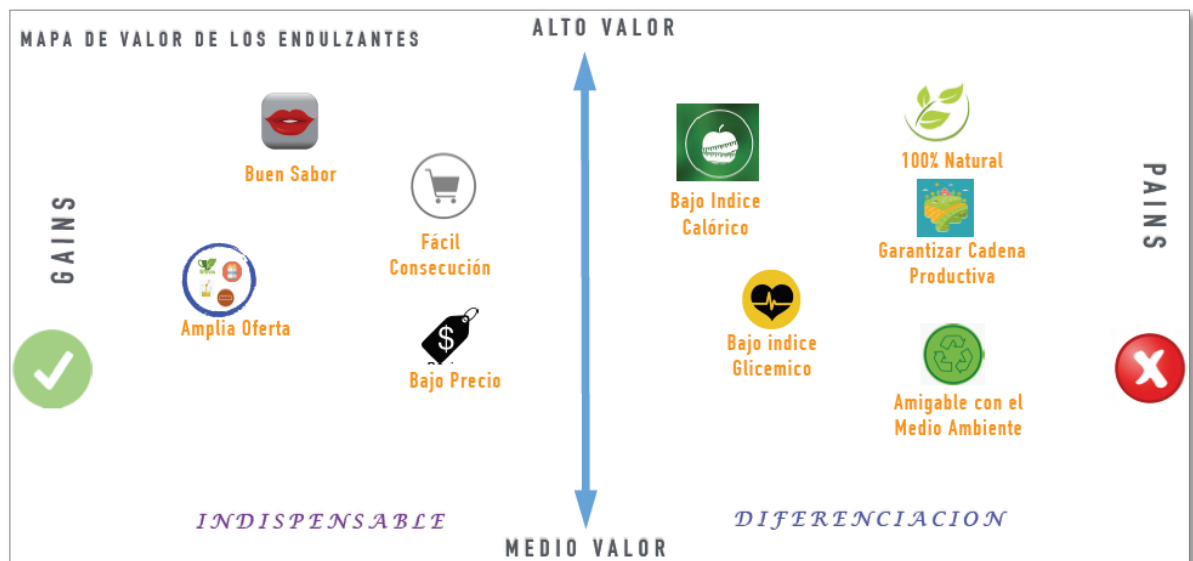 MAPA DE VALOR DE LOS ENDULZANTES
ALTO VALOR
Buen Sabor
Fácil
Consecución
Amplia Oferta
$
Bajo Precio
GAINS
INDISPENSABLE
Bajo Indice
Calórico
100% Natural
Garantizar Cadena
Productiva
Bajo indice
Glicemico
Amigable con el
Medio Ambiente
PAINS
X
DIFERENCIACION
MEDIO VALOR